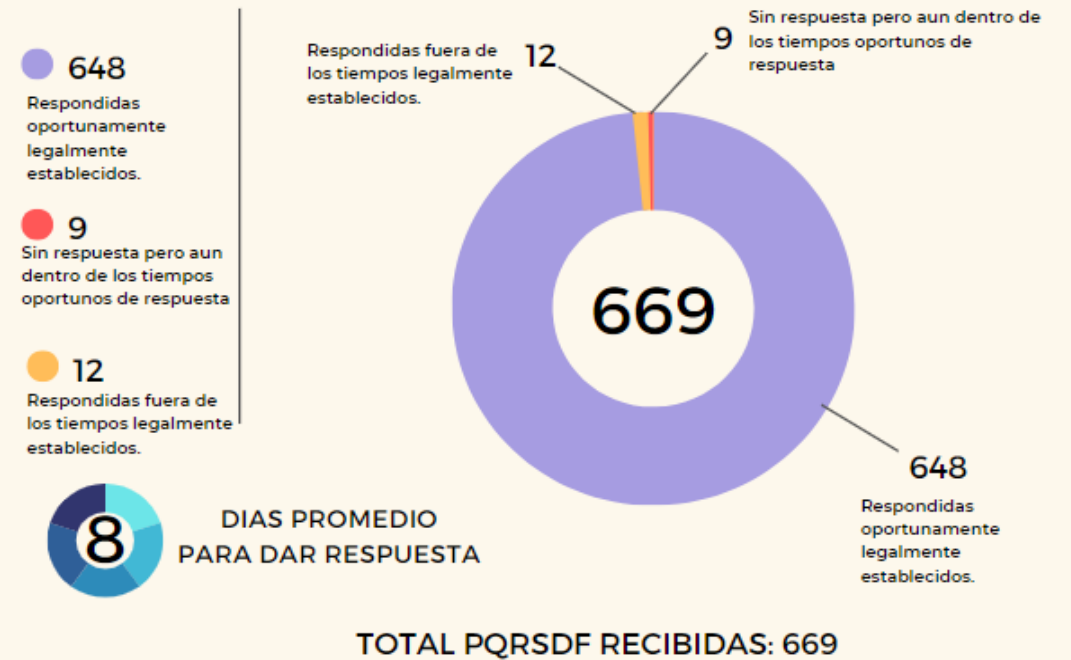 648
Respondidas
oportunamente
legalmente
establecidos.
9
Sin respuesta pero aun
dentro de los tiempos
oportunos de respuesta
12
Respondidas fuera de
los tiempos legalmente
establecidos.
8
DIAS PROMEDIO
PARA DAR RESPUESTA
Respondidas fuera de
los tiempos legalmente
establecidos.
12
9
Sin respuesta pero aun dentro de
los tiempos oportunos de
respuesta
669
648
Respondidas
oportunamente
legalmente
establecidos.
TOTAL PQRSDF RECIBIDAS: 669